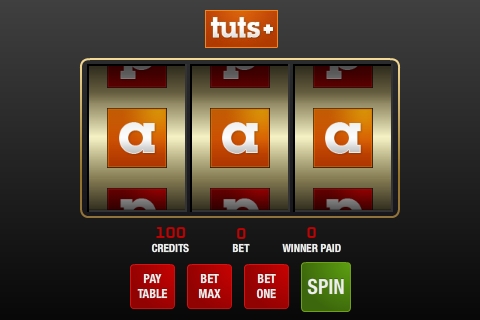 tuts+
p p p
a a a
p p p
100 0 0
CREDITS BET WINNER PAID
PAY BET BET SPIN
TABLE MAX ONE